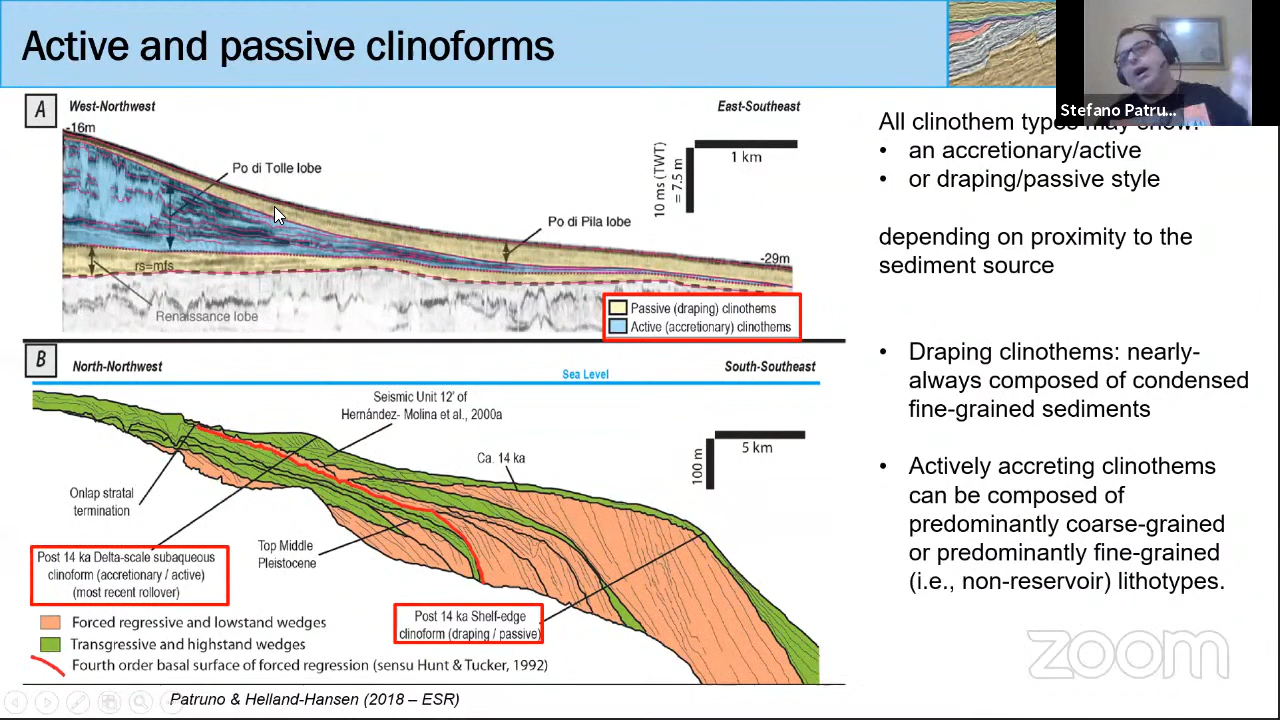 Active and passive clinoforms
Stefano Patru...
A
West-Northwest
East-Southeast
-16m
Po di Tolle lobe
10 ms (TWT)
= 7.5 m
1 km
Po di Pila lobe
-29m
rs=mfs
Renaissance lobe
Passive (draping) clinothems
Active (accretionary) clinothems
B
North-Northwest
Sea Level
South-Southeast
Seismic Unit 12' of
Hernández- Molina et al., 2000a
100 m
5 km
Ca. 14 ka
Onlap stratal
termination
Top Middle
Pleistocene
Post 14 ka Delta-scale subaqueous
clinoform (accretionary / active)
(most recent rollover)
Post 14 ka Shelf-edge
clinoform (draping / passive)
Forced regressive and lowstand wedges
Transgressive and highstand wedges
Fourth order basal surface of forced regression (sensu Hunt & Tucker, 1992)
Patruno & Helland-Hansen (2018 – ESR)
All clinothem types may show:
• an accretionary/active
• or draping/passive style
depending on proximity to the
sediment source
• Draping clinothems: nearly-
always composed of condensed
fine-grained sediments
• Actively accreting clinothems
can be composed of
predominantly coarse-grained
or predominantly fine-grained
(i.e., non-reservoir) lithotypes.
zoom